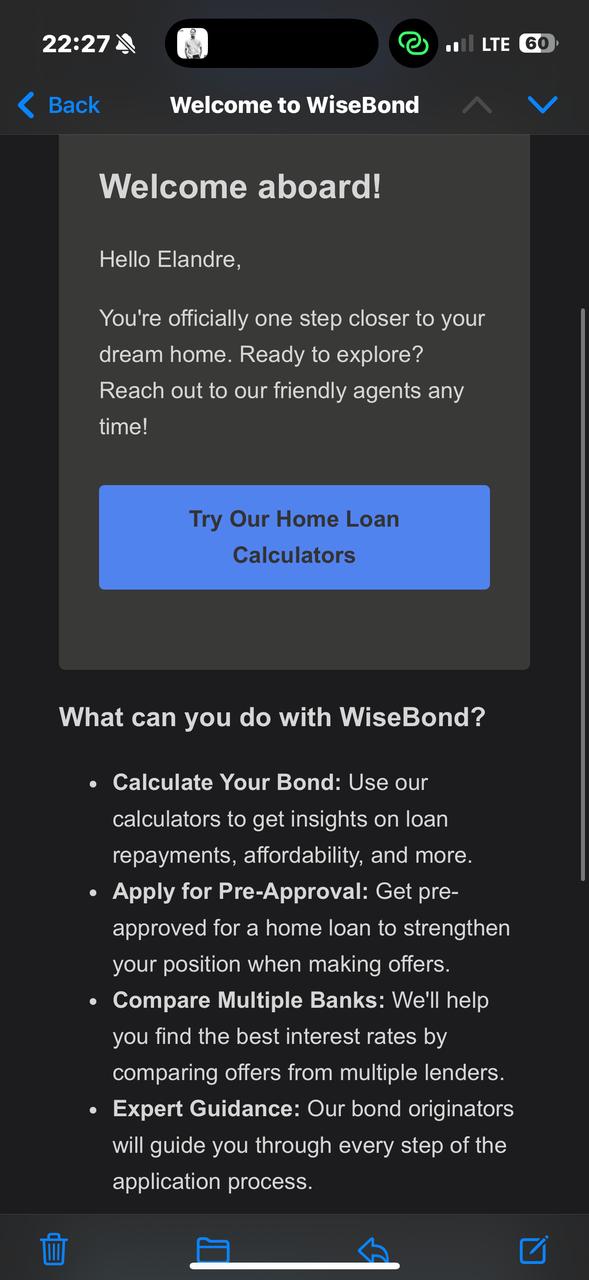 22:27
LTE
60
Back
Welcome to WiseBond
Welcome aboard!
Hello Elandre,
You're officially one step closer to your
dream home. Ready to explore?
Reach out to our friendly agents any
time!
Try Our Home Loan
Calculators
What can you do with WiseBond?
• Calculate Your Bond: Use our
calculators to get insights on loan
repayments, affordability, and more.
• Apply for Pre-Approval: Get pre-
approved for a home loan to strengthen
your position when making offers.
• Compare Multiple Banks: We'll help
you find the best interest rates by
comparing offers from multiple lenders.
• Expert Guidance: Our bond originators
will guide you through every step of the
application process.